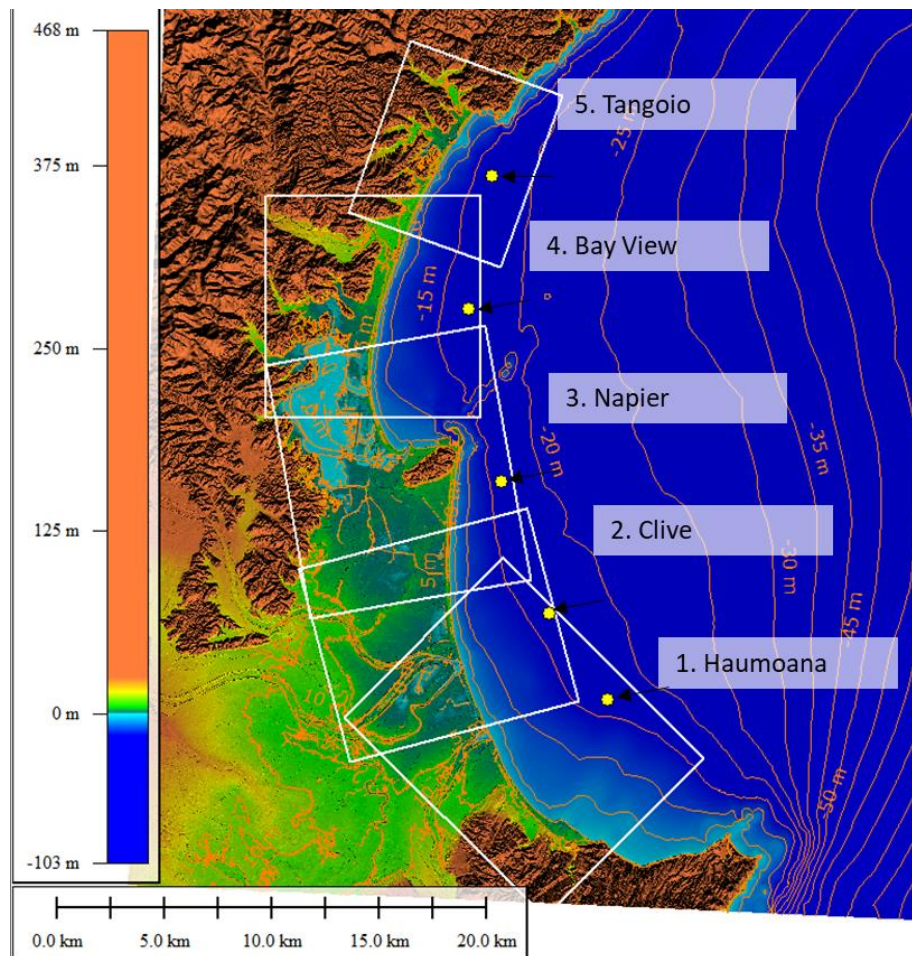 468 m
375 m
250 m
125 m
0 m
-103 m
0.0 km 5.0 km 10.0 km 15.0 km 20.0 km
5. Tangoio
-25 m
4. Bay View
-15 m
3. Napier
-20 m
-35 m
2. Clive
5 m
-30 m
-45 m
1. Haumoana
-50 m